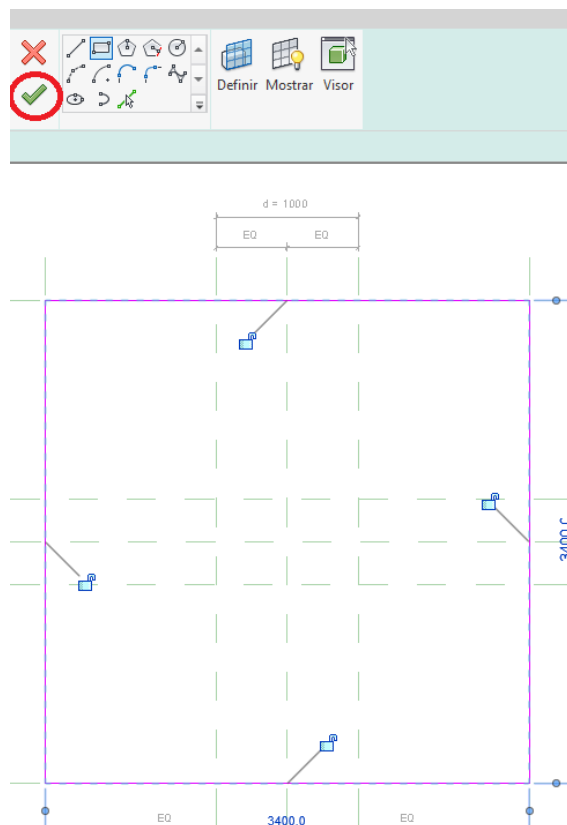 Definir Mostrar Visor
d = 1000
EQ EQ
3400.0
EQ 3400.0 EQ